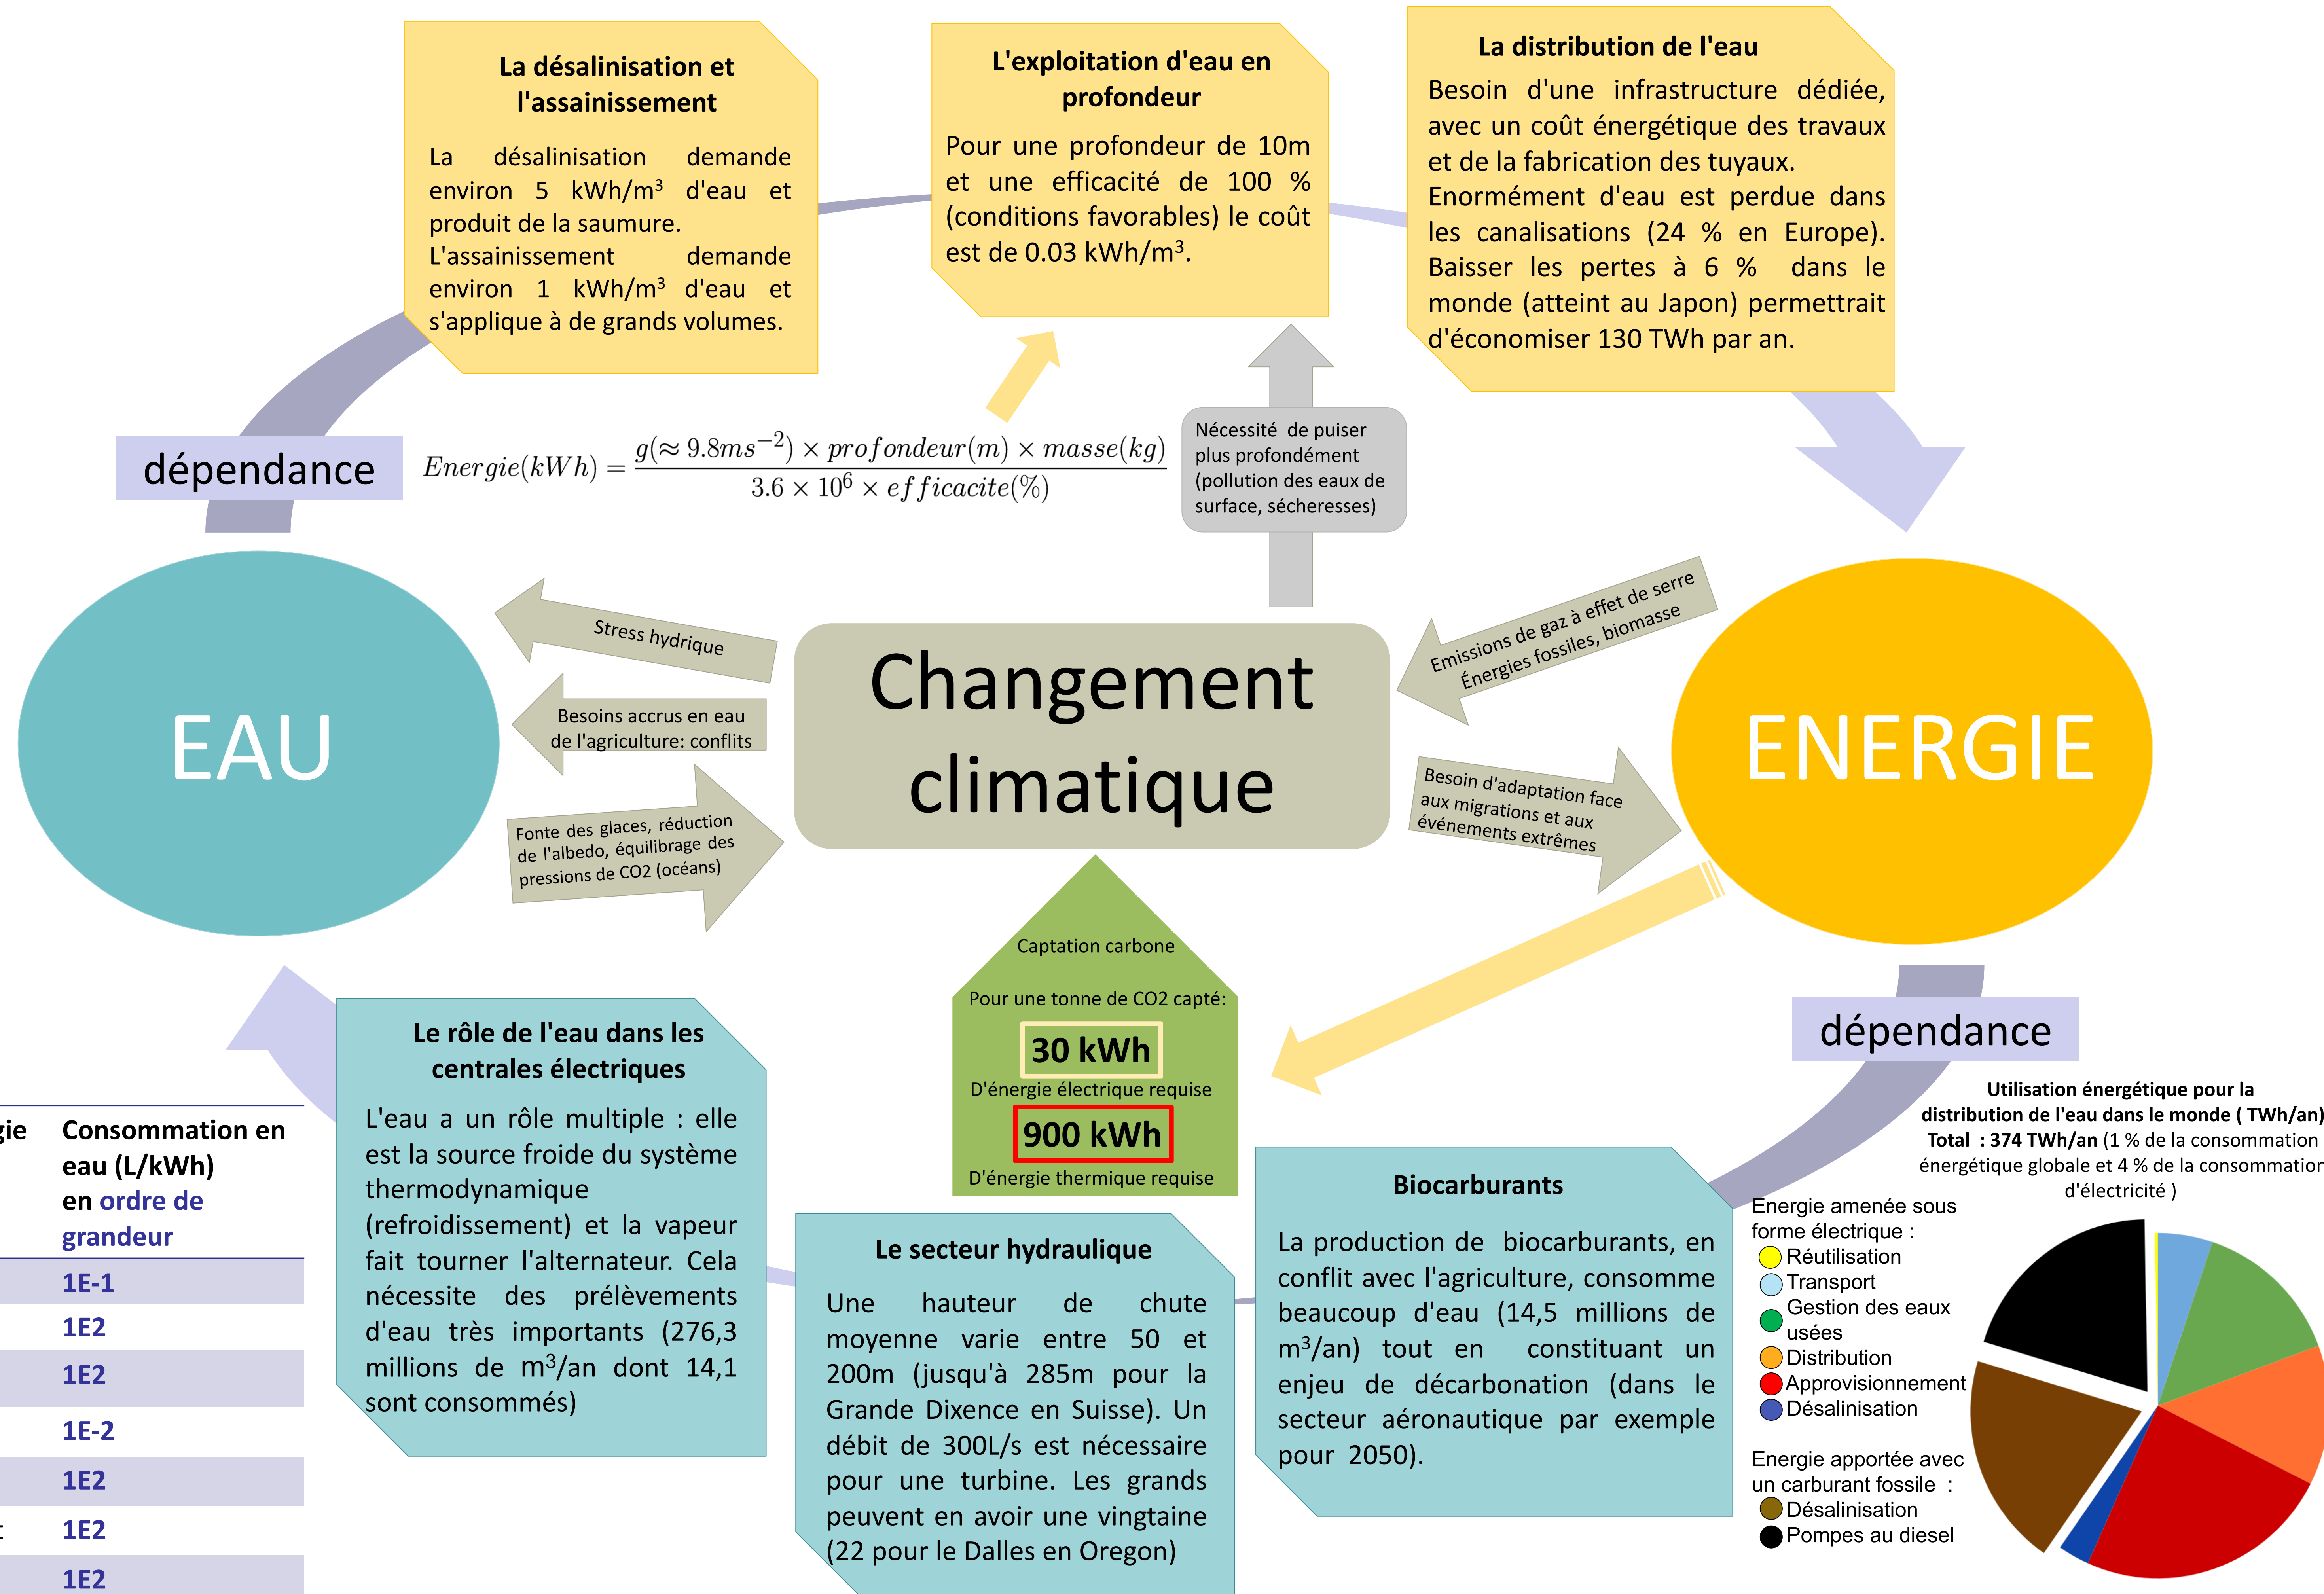 La désalinisation et
l'assainissement
La désalinisation demande
environ 5 kWh/m³ d'eau et
produit de la saumure.
L'assainissement demande
environ 1 kWh/m³ d'eau et
s'applique à de grands volumes.
L'exploitation d'eau en
profondeur
Pour une profondeur de 10m
et une efficacité de 100 %
(conditions favorables) le coût
est de 0.03 kWh/m³.
La distribution de l'eau
Besoin d'une infrastructure dédiée,
avec un coût énergétique des travaux
et de la fabrication des tuyaux.
Enormément d'eau est perdue dans
les canalisations (24 % en Europe).
Baisser les pertes à 6 % dans le
monde (atteint au Japon) permettrait
d'économiser 130 TWh par an.
dépendance
Energie(kWh) = g(≈ 9.8ms⁻²) × profondeur(m) × masse(kg)
3.6 × 10⁶ × efficacite(%)
Nécessité de puiser
plus profondément
(pollution des eaux de
surface, sécheresses)
EAU
Stress hydrique
Besoins accrus en eau
de l'agriculture: conflits
Fonte des glaces, réduction
de l'albedo, équilibrage des
pressions de CO2 (océans)
Changement
climatique
Emissions de gaz à effet de serre
Énergies fossiles, biomasse
Besoin d'adaptation face
aux migrations et aux
événements extrêmes
ENERGIE
Captation carbone
Pour une tonne de CO2 capté:
30 kWh
D'énergie électrique requise
900 kWh
D'énergie thermique requise
dépendance
Le rôle de l'eau dans les
centrales électriques
L'eau a un rôle multiple : elle
est la source froide du système
thermodynamique
(refroidissement) et la vapeur
fait tourner l'alternateur. Cela
nécessite des prélèvements
d'eau très importants (276,3
millions de m³/an dont 14,1
sont consommés)
Le secteur hydraulique
Une hauteur de chute
moyenne varie entre 50 et
200m (jusqu'à 285m pour la
Grande Dixence en Suisse). Un
débit de 300L/s est nécessaire
pour une turbine. Les grands
peuvent en avoir une vingtaine
(22 pour le Dalles en Oregon)
Biocarburants
La production de biocarburants, en
conflit avec l'agriculture, consomme
beaucoup d'eau (14,5 millions de
m³/an) tout en constituant un
enjeu de décarbonation (dans le
secteur aéronautique par exemple
pour 2050).
Utilisation énergétique pour la
distribution de l'eau dans le monde ( TWh/an)
Total : 374 TWh/an (1 % de la consommation
énergétique globale et 4 % de la consommation
d'électricité )
Energie amenée sous
forme électrique :
Réutilisation
Transport
Gestion des eaux
usées
Distribution
Approvisionnement
Désalinisation
Energie apportée avec
un carburant fossile :
Désalinisation
Pompes au diesel
Consommation en
eau (L/kWh)
en ordre de
grandeur
1E-1
1E2
1E2
1E-2
1E2
1E2
1E2